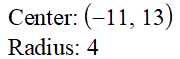 Center: (−11, 13)
Radius: 4